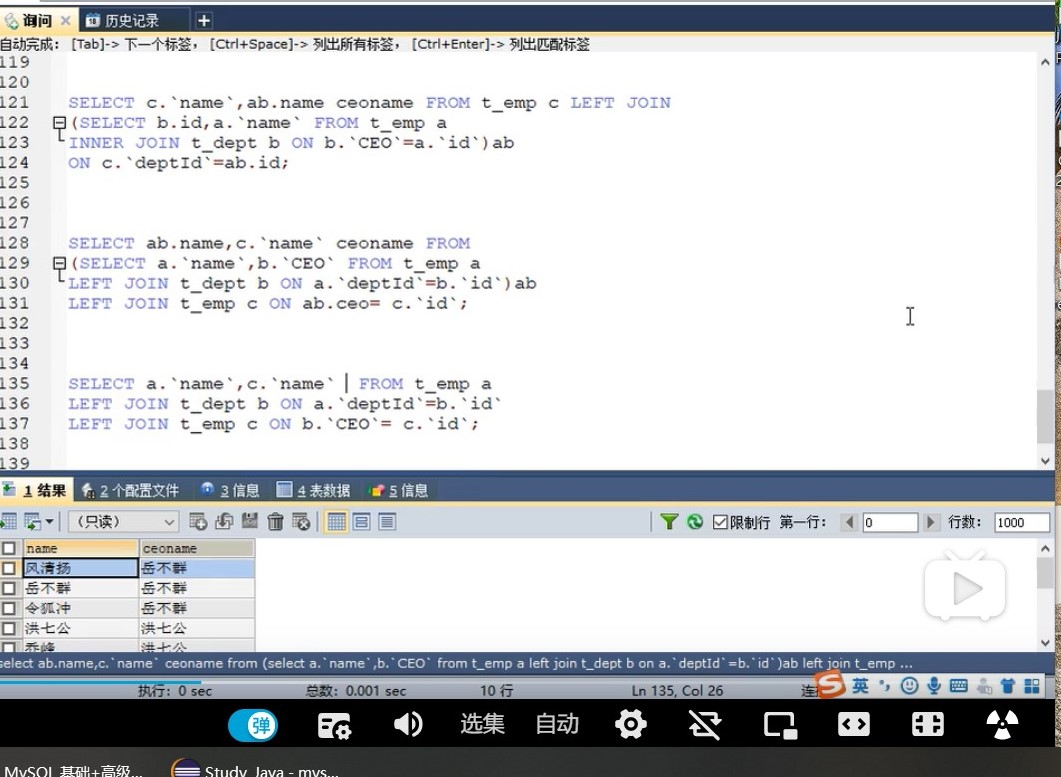 询问 历史记录
自动完成: [Tab]-> 下一个标签, [Ctrl+Space]-> 列出所有标签, [Ctrl+Enter]-> 列出匹配标签
119
120
121 SELECT c.`name`,ab.name ceoname FROM t_emp c LEFT JOIN
122 (SELECT b.id,a.`name` FROM t_emp a
123 INNER JOIN t_dept b ON b.`CEO`=a.`id`)ab
124 ON c.`deptId`=ab.id;
125
126
127
128 SELECT ab.name,c.`name` ceoname FROM
129 (SELECT a.`name`,b.`CEO` FROM t_emp a
130 LEFT JOIN t_dept b ON a.`deptId`=b.`id`)ab
131 LEFT JOIN t_emp c ON ab.ceo= c.`id`;
132
133
134
135 SELECT a.`name`,c.`name` FROM t_emp a
136 LEFT JOIN t_dept b ON a.`deptId`=b.`id`
137 LEFT JOIN t_emp c ON b.`CEO`= c.`id`;
138
139
1 结果 2 个配置文件 3 信息 4 表数据 5 信息
(只读) 限制行 第一行: 0 行数: 1000
name ceoname
风清扬 岳不群
岳不群 岳不群
令狐冲 岳不群
洪七公 洪七公
乔峰 洪七公
select ab.name,c.`name` ceoname from (select a.`name`,b.`CEO` from t_emp a left join t_dept b on a.`deptId`=b.`id`)ab left join t_emp ...
执行: 0 sec 总数: 0.001 sec 10 行 Ln 135, Col 26 连 英
弹 选集 自动
MySQL 基础+高级... Study_Java - mys...